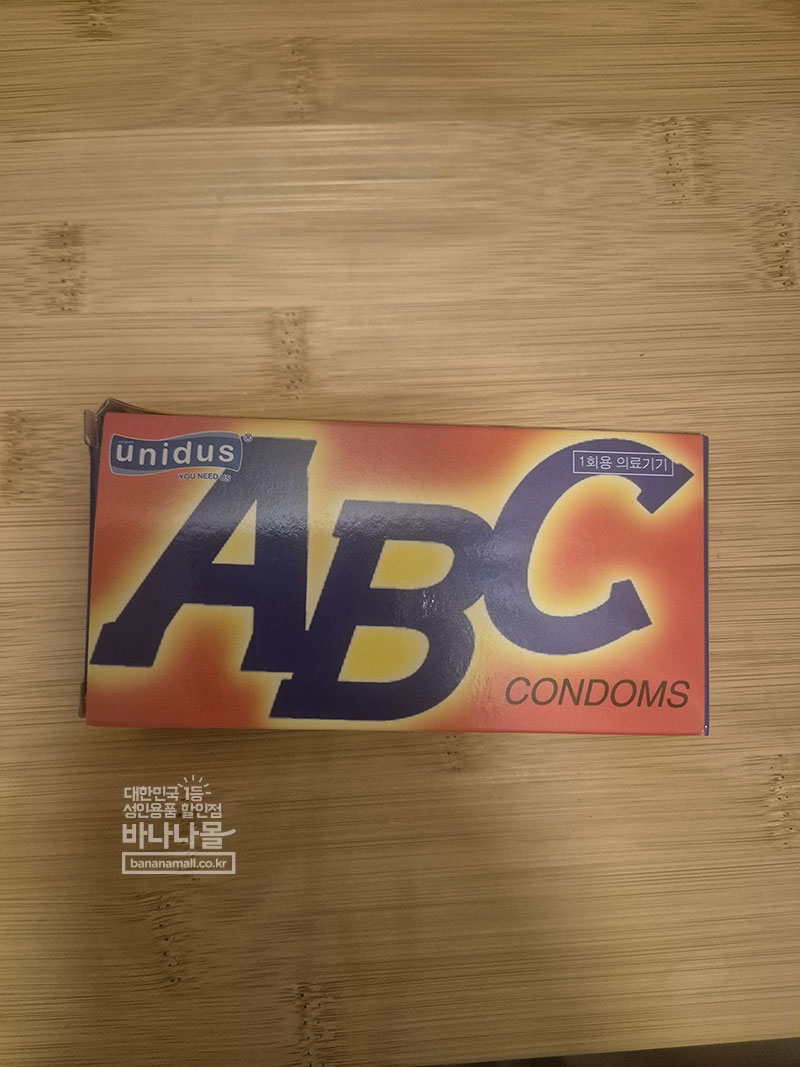 unidus®
YOU NEED US
ABC
1회용 의료기기
CONDOMS
대한민국 1등
성인용품 할인점
바나나몰
bananamall.co.kr